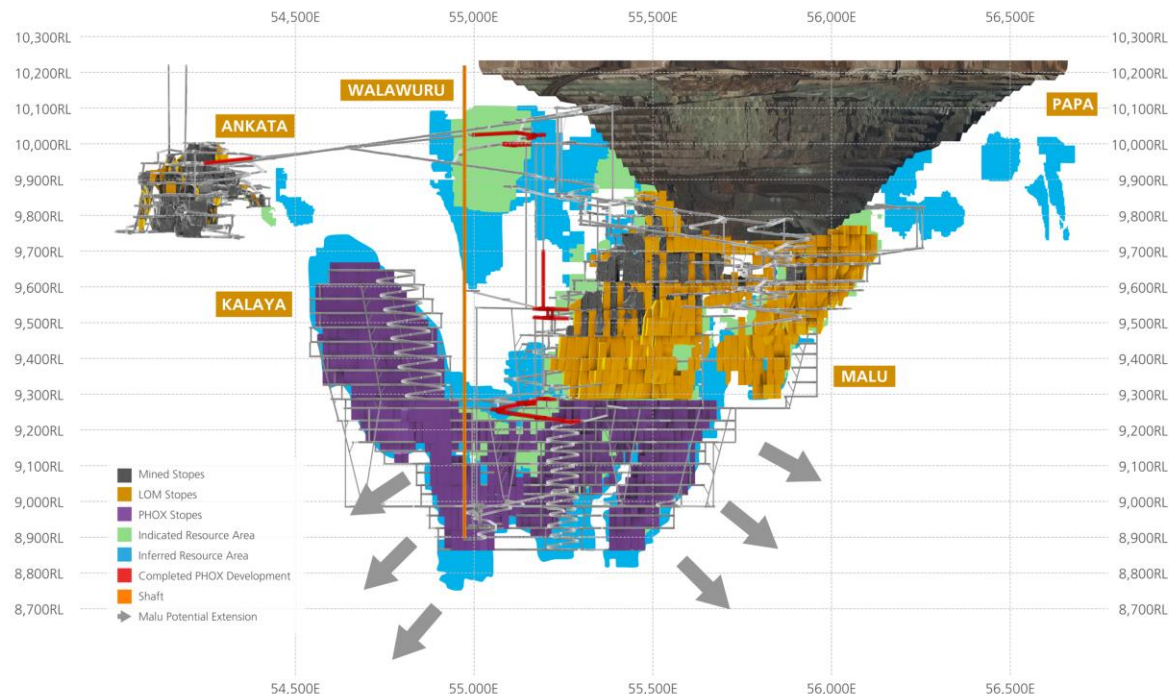 54,500E 55,000E 55,500E 56,000E 56,500E
10,300RL 10,300RL
10,200RL 10,200RL
WALAWURU
10,100RL PAPA 10,100RL
ANKATA
10,000RL 10,000RL
9,900RL 9,900RL
9,800RL 9,800RL
9,700RL 9,700RL
9,600RL 9,600RL
KALAYA
9,500RL 9,500RL
9,400RL 9,400RL
MALU
9,300RL 9,300RL
9,200RL 9,200RL
9,100RL 9,100RL
9,000RL 9,000RL
8,900RL 8,900RL
8,800RL 8,800RL
8,700RL 8,700RL
Mined Stopes
LOM Stopes
PHOX Stopes
Indicated Resource Area
Inferred Resource Area
Completed PHOX Development
Shaft
Malu Potential Extension
54,500E 55,000E 55,500E 56,000E 56,500E